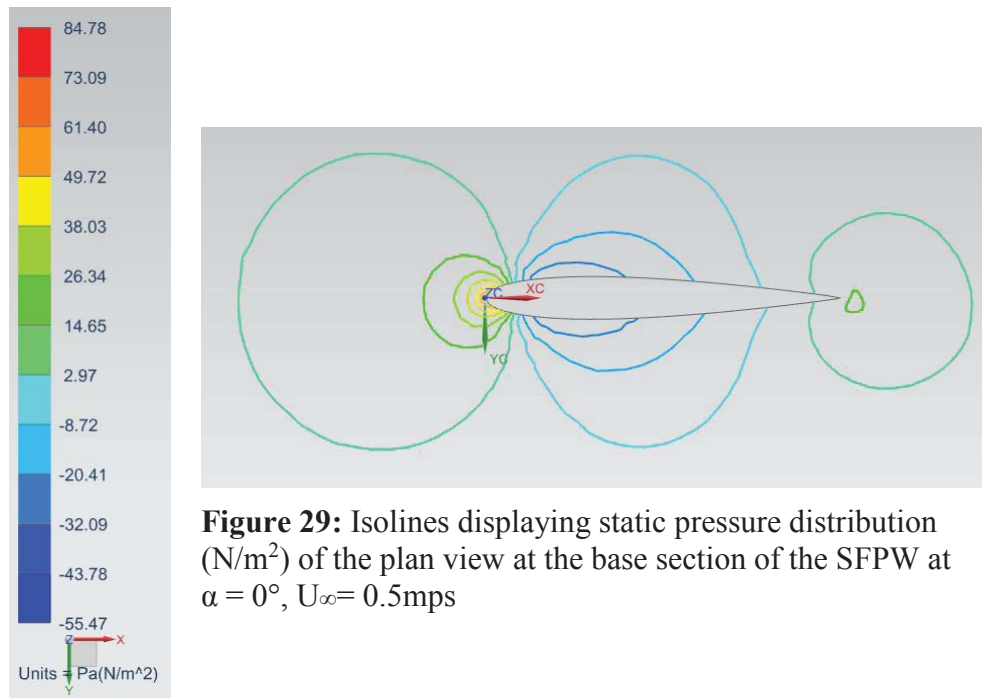 84.78
73.09
61.40
49.72
38.03
26.34
14.65
2.97
-8.72
-20.41
-32.09
-43.78
-55.47
Z
X
Y
Units = Pa(N/m^2)
ZC
XC
YC
Figure 29: Isolines displaying static pressure distribution
(N/m²) of the plan view at the base section of the SFPW at
α = 0°, U∞= 0.5mps